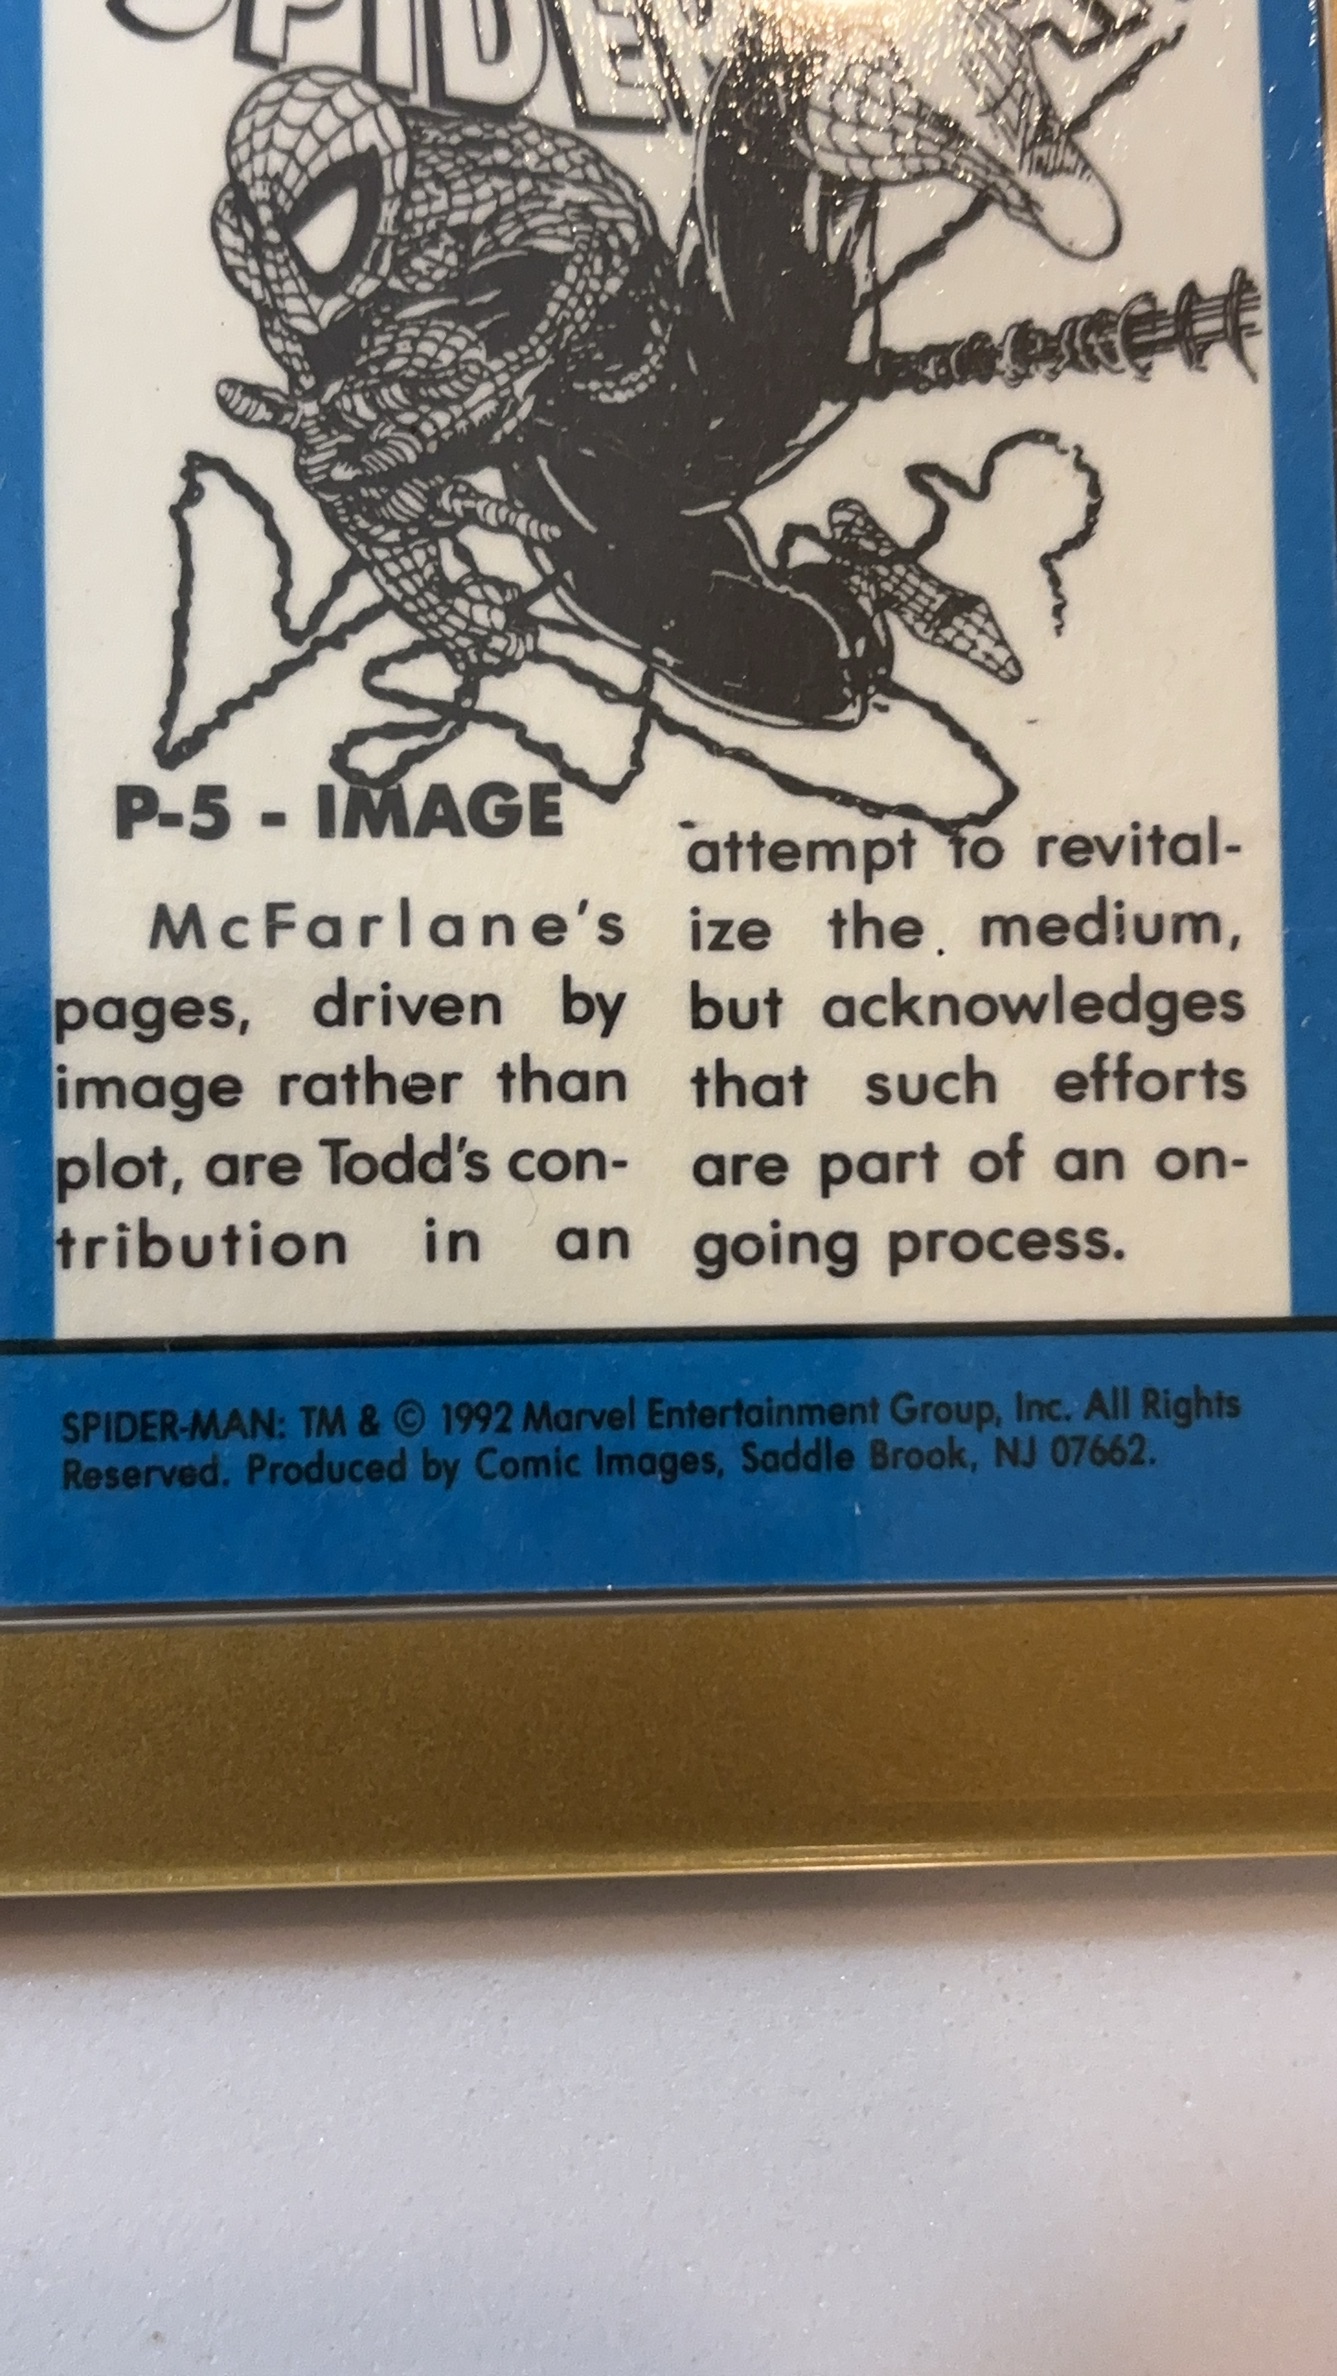 SPIDER
P-5 - IMAGE
McFarlane's
pages, driven by
image rather than
plot, are Todd's con-
tribution in an
attempt to revital-
ize the medium,
but acknowledges
that such efforts
are part of an on-
going process.
SPIDER-MAN: TM & © 1992 Marvel Entertainment Group, Inc. All Rights
Reserved. Produced by Comic Images, Saddle Brook, NJ 07662.